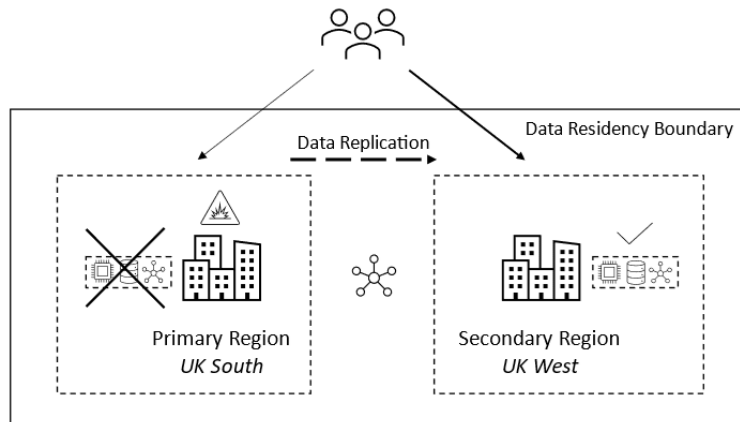 Data Residency Boundary
Data Replication
Primary Region
UK South
Secondary Region
UK West